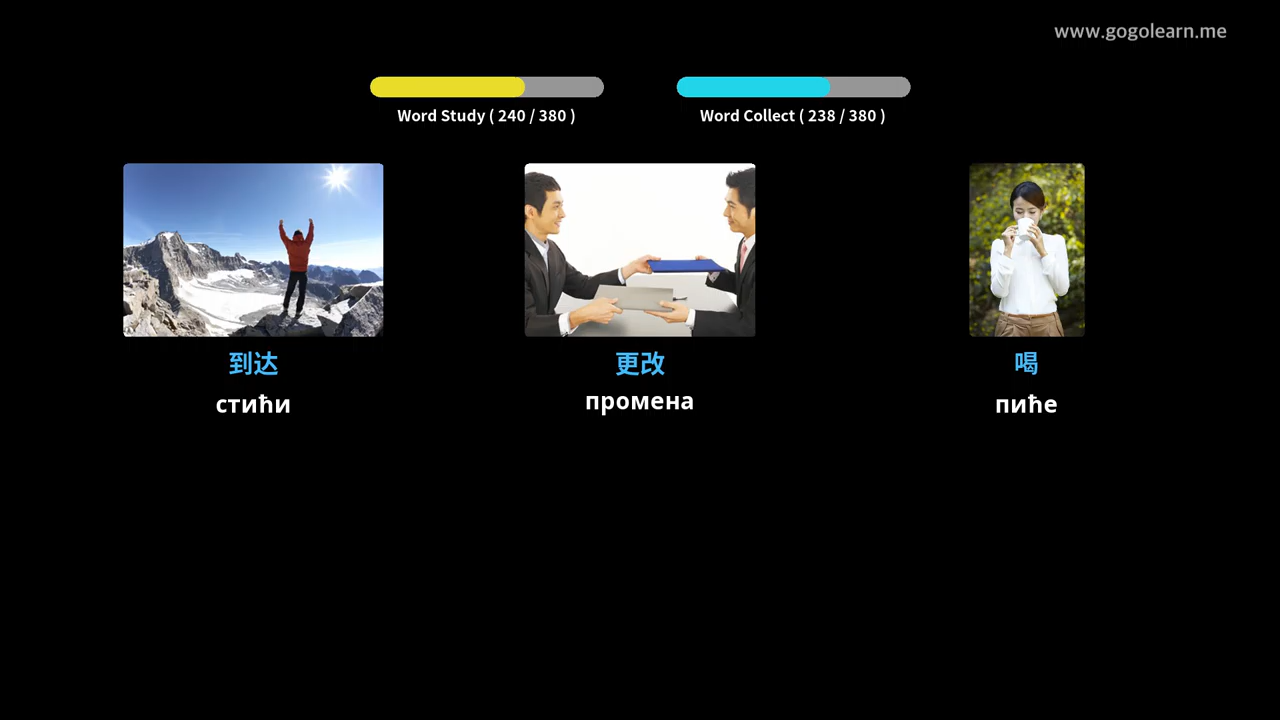 www.gogolearn.me
Word Study ( 240 / 380 )
Word Collect ( 238 / 380 )
到达
更改
喝
стићи
промена
пиће